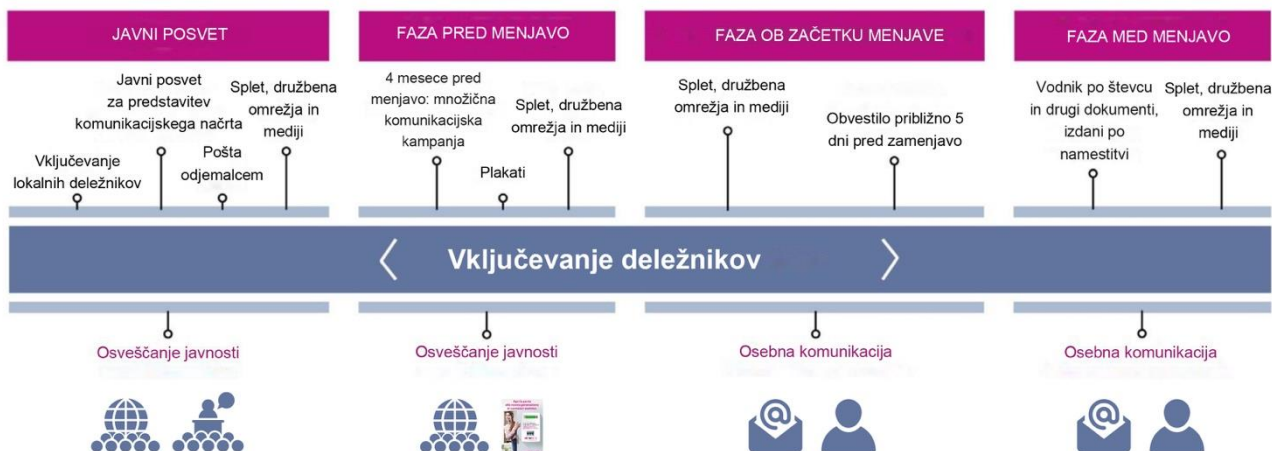 JAVNI POSVET
Vključevanje
lokalnih deležnikov
Javni posvet
za predstavitev
komunikacijskega načrta
Pošta
odjemalcem
Splet, družbena
omrežja in
mediji
FAZA PRED MENJAVO
4 mesece pred
menjavo: množična
komunikacijska
kampanja
Plakati
Splet, družbena
omrežja in mediji
FAZA OB ZAČETKU MENJAVE
Splet, družbena
omrežja in mediji
Obvestilo približno 5
dni pred zamenjavo
FAZA MED MENJAVO
Vodnik po števcu
in drugi dokumenti,
izdani po
namestitvi
Splet, družbena
omrežja in
mediji
Vključevanje deležnikov
Osveščanje javnosti
Osveščanje javnosti
Osebna komunikacija
Osebna komunikacija